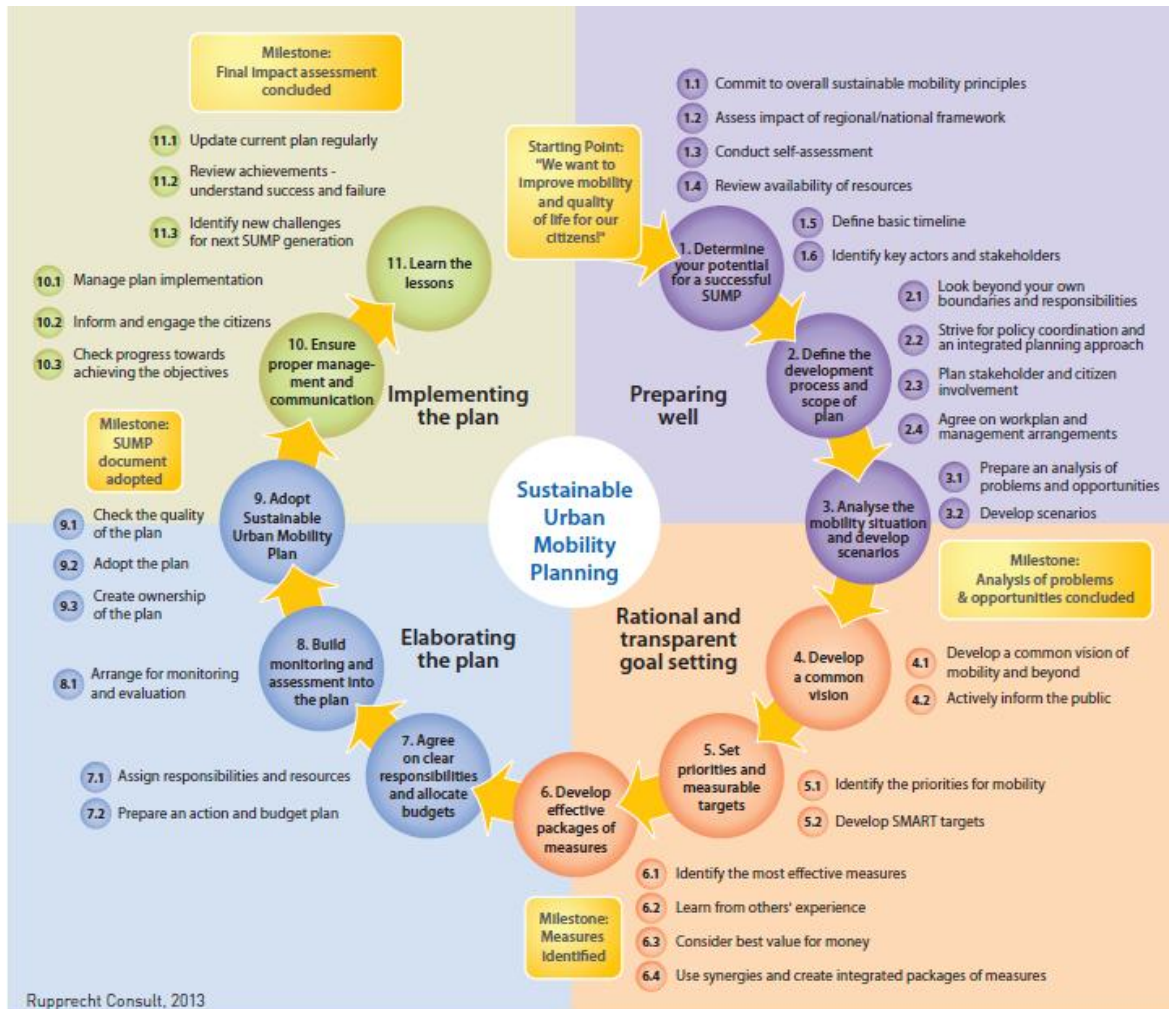 Milestone:
Final impact assessment
concluded
11.1 Update current plan regularly
11.2 Review achievements -
understand success and failure
11.3 Identify new challenges
for next SUMP generation
11. Learn the
lessons
10.1 Manage plan implementation
10.2 Inform and engage the citizens
10.3 Check progress towards
achieving the objectives
10. Ensure
proper manage-
ment and
communication
Implementing
the plan
Starting Point:
"We want to
improve mobility
and quality
of life for our
citizens!"
1.1 Commit to overall sustainable mobility principles
1.2 Assess impact of regional/national framework
1.3 Conduct self-assessment
1.4 Review availability of resources
1.5 Define basic timeline
1.6 Identify key actors and stakeholders
1. Determine
your potential
for a successful
SUMP
2.1 Look beyond your own
boundaries and responsibilities
2.2 Strive for policy coordination and
an integrated planning approach
2.3 Plan stakeholder and citizen
involvement
2.4 Agree on workplan and
management arrangements
2. Define the
development
process and
scope of
plan
Preparing
well
3.1 Prepare an analysis of
problems and opportunities
3.2 Develop scenarios
3. Analyse the
mobility situation
and develop
scenarios
Milestone:
Analysis of problems
& opportunities concluded
Sustainable
Urban
Mobility
Planning
Milestone:
SUMP
document
adopted
9. Adopt
Sustainable
Urban Mobility
Plan
9.1 Check the quality
of the plan
9.2 Adopt the plan
9.3 Create ownership
of the plan
Rational and
transparent
goal setting
4. Develop
a common
vision
4.1 Develop a common vision of
mobility and beyond
4.2 Actively inform the public
Elaborating
the plan
8. Build
monitoring and
assessment into
the plan
8.1 Arrange for monitoring
and evaluation
7. Agree
on clear
responsibilities
and allocate
budgets
7.1 Assign responsibilities and resources
7.2 Prepare an action and budget plan
5. Set
priorities and
measurable
targets
5.1 Identify the priorities for mobility
5.2 Develop SMART targets
6. Develop
effective
packages of
measures
6.1 Identify the most effective measures
6.2 Learn from others' experience
6.3 Consider best value for money
6.4 Use synergies and create integrated packages of measures
Milestone:
Measures
identified
Rupprecht Consult, 2013